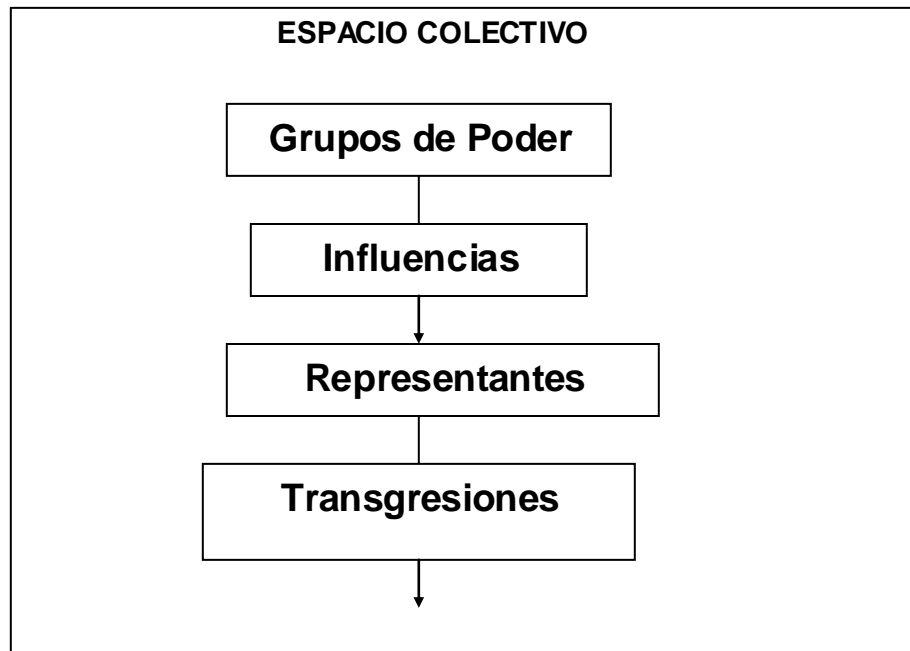 ESPACIO COLECTIVO
Grupos de Poder
Influencias
Representantes
Transgresiones